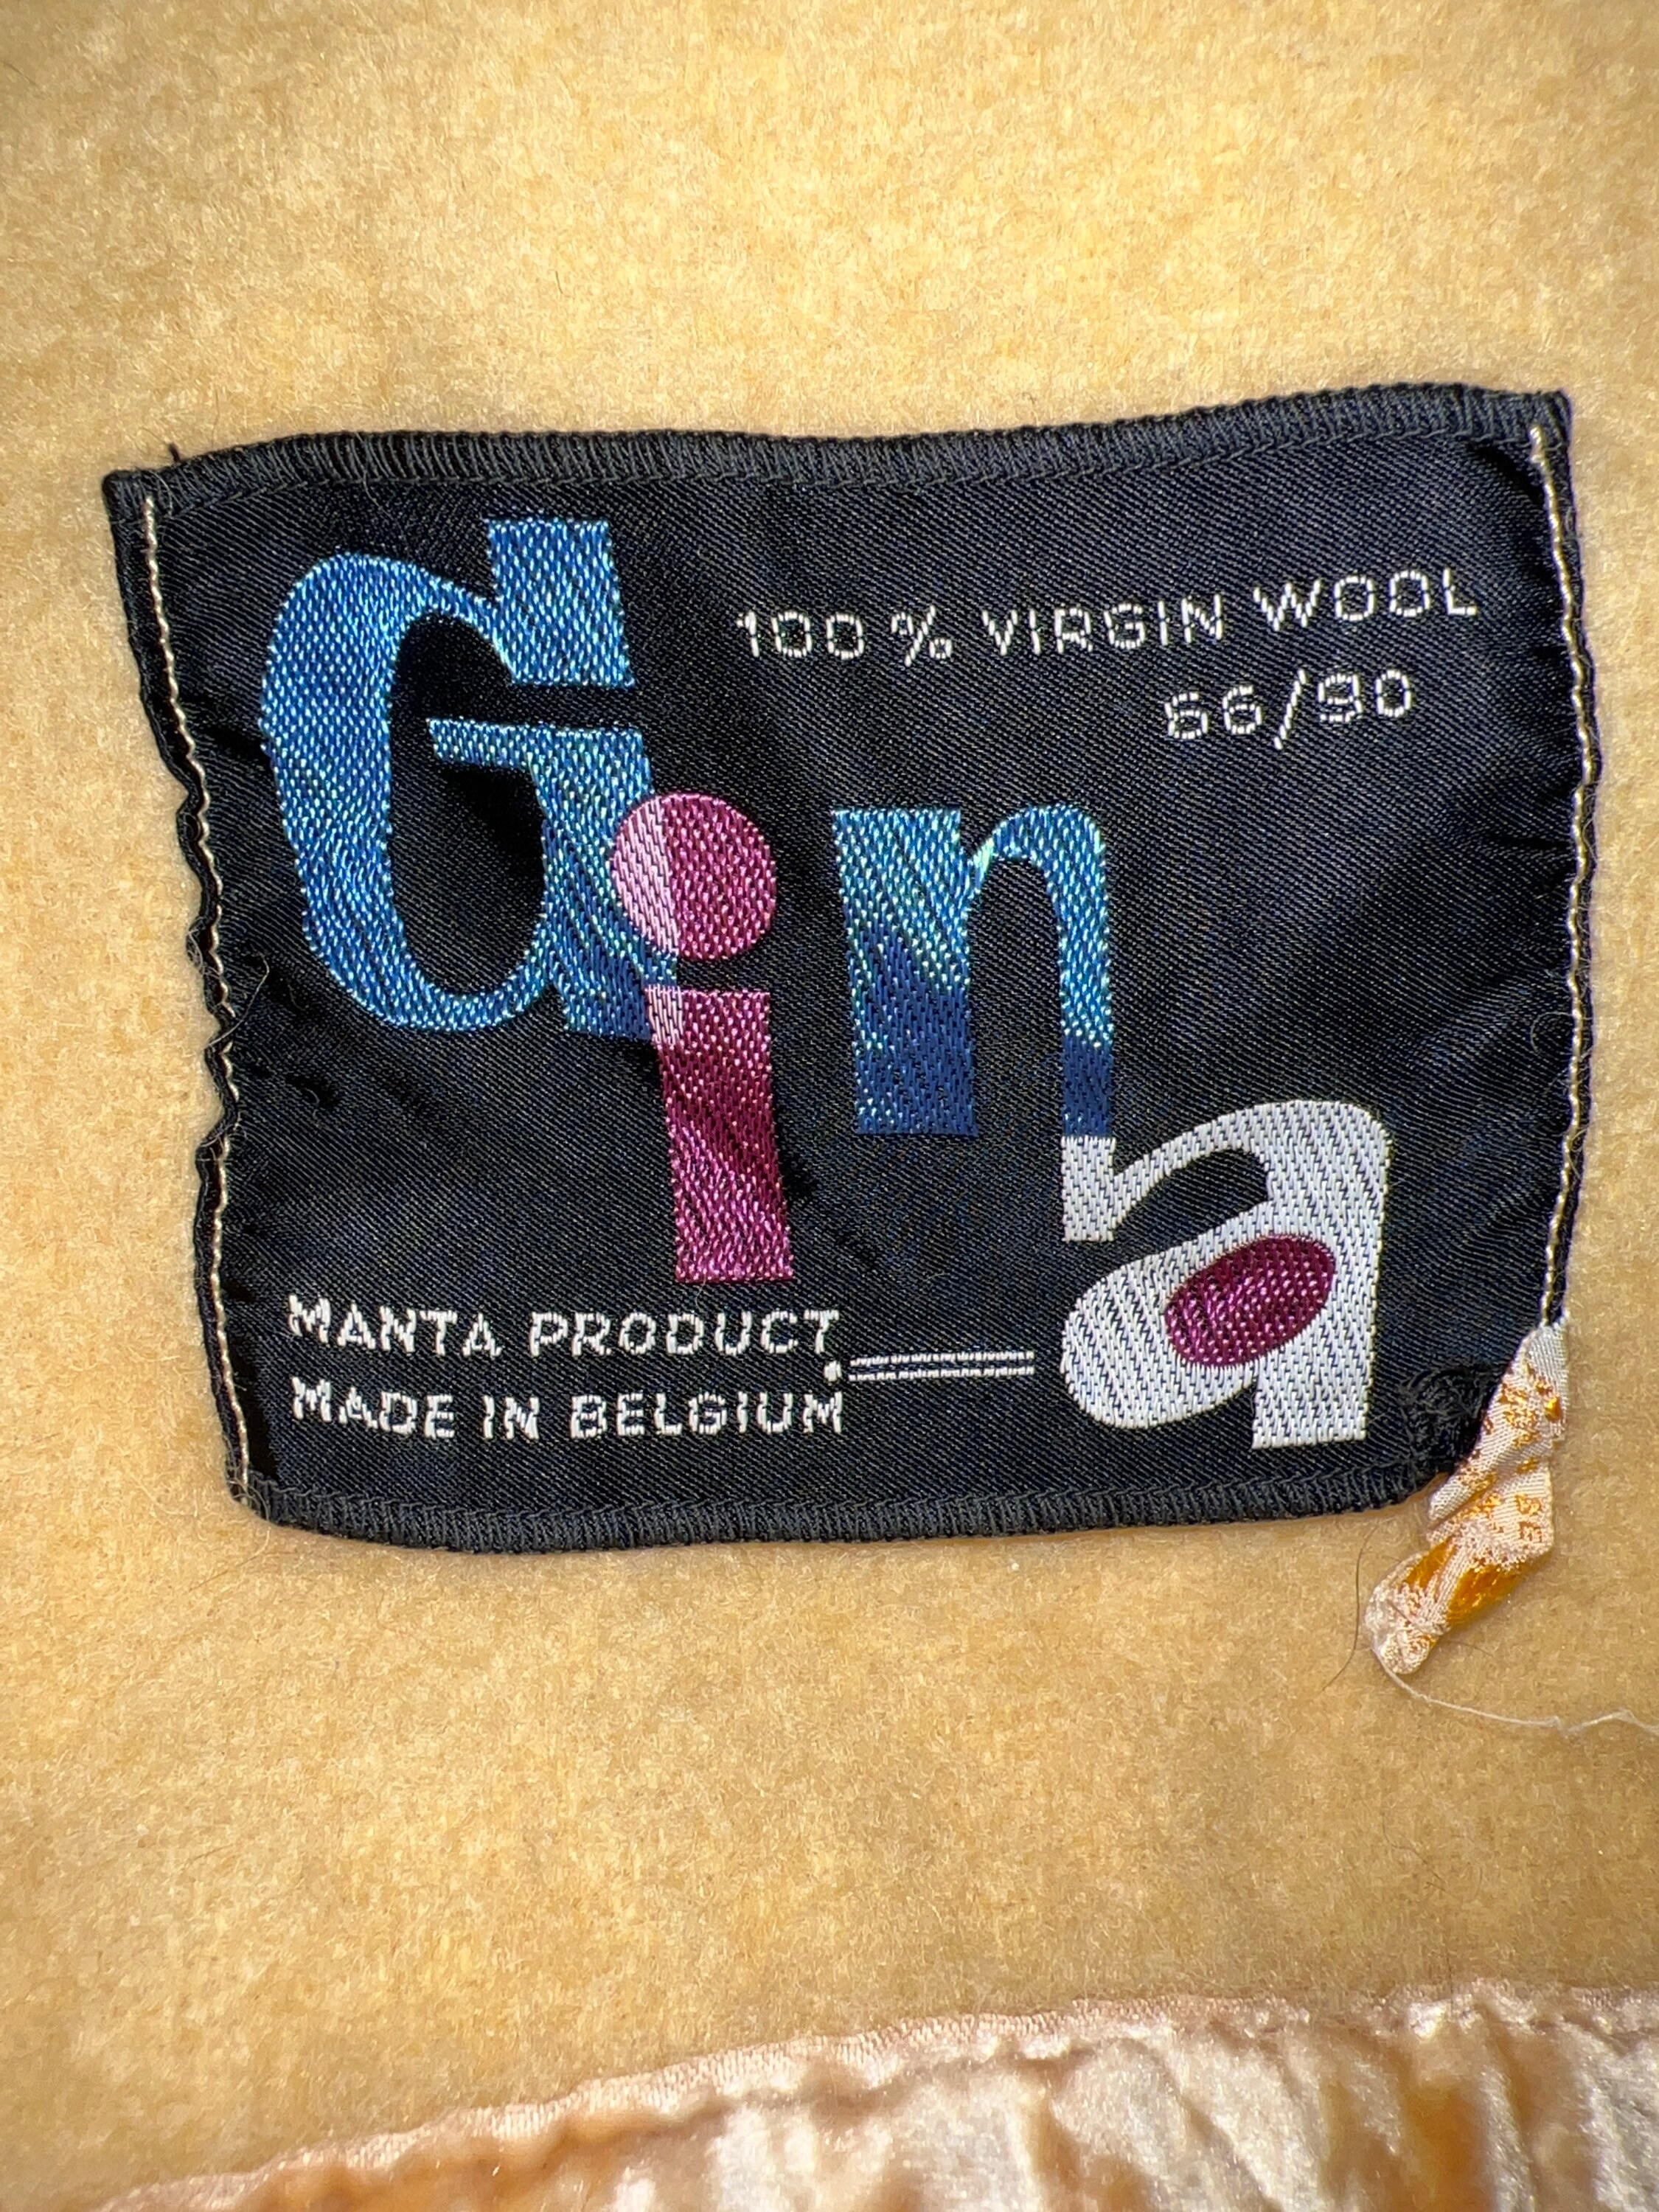 Gina
100% VIRGIN WOOL
66/90
MANTA PRODUCT
MADE IN BELGIUM